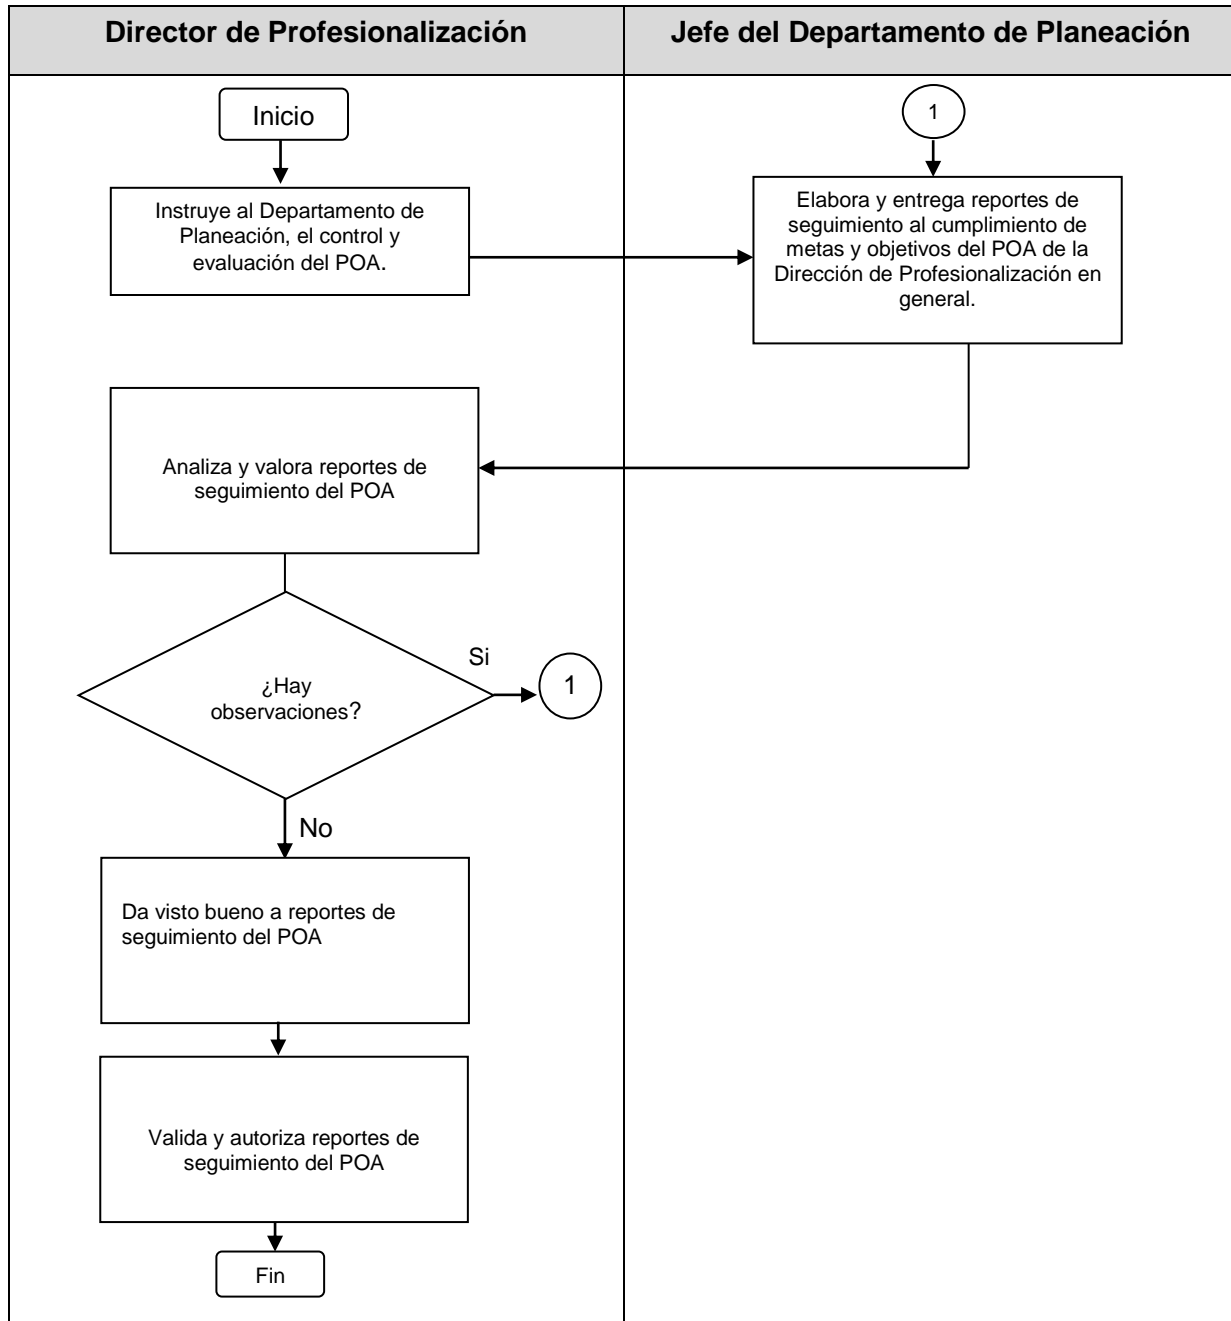 Director de Profesionalización
Jefe del Departamento de Planeación
Inicio
1
Instruye al Departamento de
Planeación, el control y
evaluación del POA.
Elabora y entrega reportes de
seguimiento al cumplimiento de
metas y objetivos del POA de la
Dirección de Profesionalización en
general.
Analiza y valora reportes de
seguimiento del POA
¿Hay
observaciones?
Si
1
No
Da visto bueno a reportes de
seguimiento del POA
Valida y autoriza reportes de
seguimiento del POA
Fin